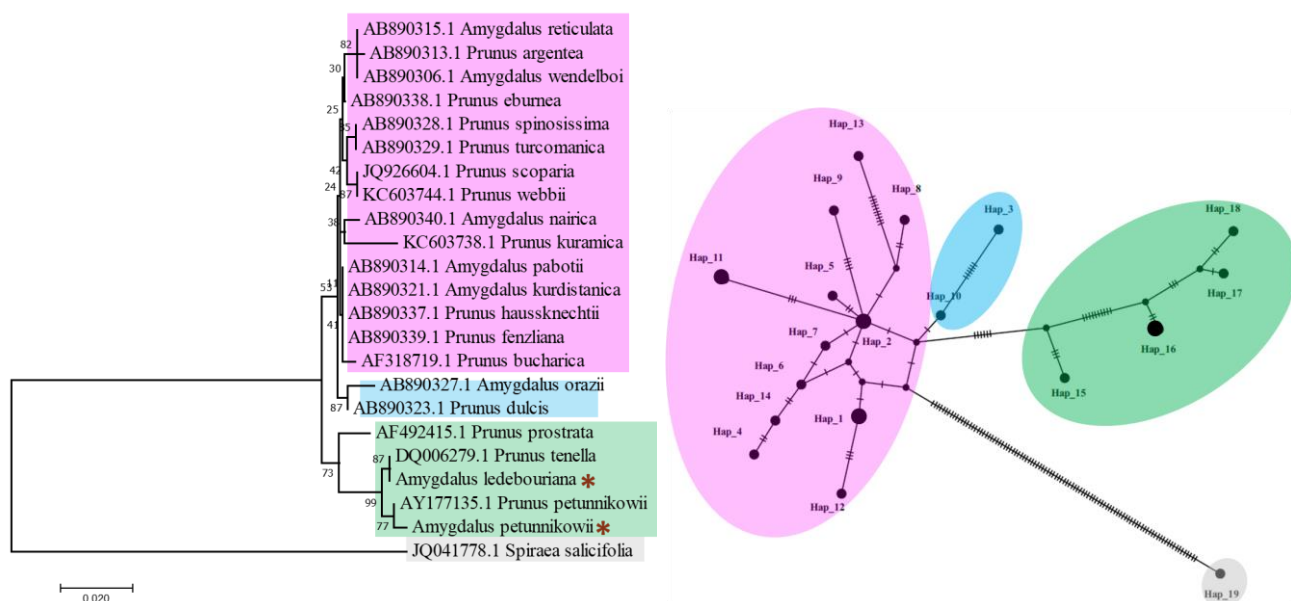 AB890315.1 Amygdalus reticulata
82
AB890313.1 Prunus argentea
30
AB890306.1 Amygdalus wendelboi
AB890338.1 Prunus eburnea
25
AB890328.1 Prunus spinosissima
AB890329.1 Prunus turcomanica
42
JQ926604.1 Prunus scoparia
24
87
KC603744.1 Prunus webbii
AB890340.1 Amygdalus nairica
38
KC603738.1 Prunus kuramica
AB890314.1 Amygdalus pabotii
53
AB890321.1 Amygdalus kurdistanica
AB890337.1 Prunus haussknechtii
41
AB890339.1 Prunus fenzliana
AF318719.1 Prunus bucharica
AB890327.1 Amygdalus orazii
87
AB890323.1 Prunus dulcis
AF492415.1 Prunus prostrata
87
DQ006279.1 Prunus tenella
73
Amygdalus ledebouriana *
99
AY177135.1 Prunus petunnikowii
77
Amygdalus petunnikowii *
JQ041778.1 Spiraea salicifolia
0.020
Hap_13
Hap_9
Hap_8
Hap_3
Hap_18
Hap_11
Hap_5
Hap_10
Hap_17
Hap_7
Hap_2
Hap_16
Hap_6
Hap_15
Hap_14
Hap_1
Hap_4
Hap_12
Hap_19